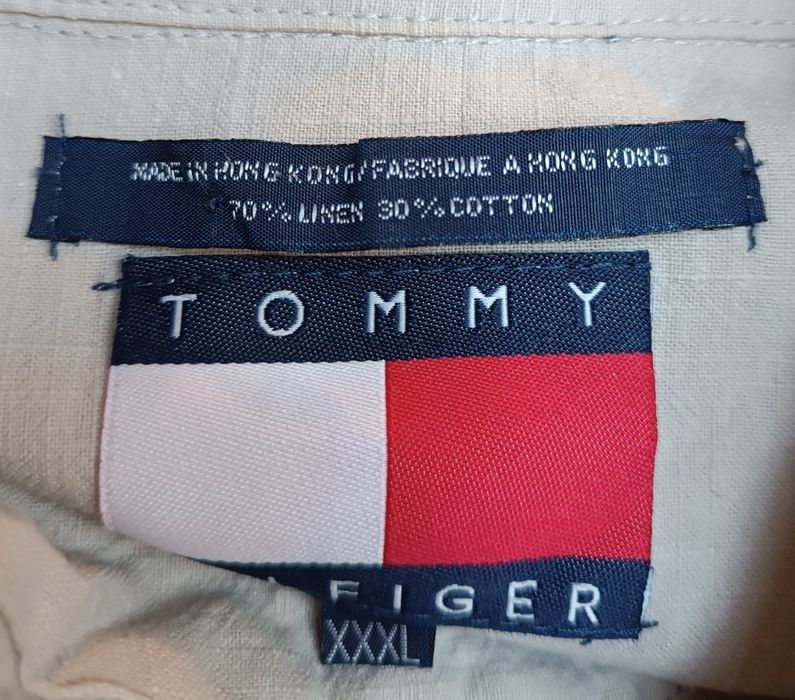 MADE IN HONG KONG/FABRIQUE A HONG KONG
70% LINEN 30% COTTON
TOMMY
FIGER
XXXL